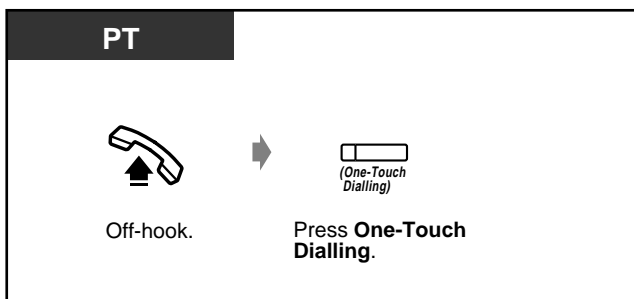 PT
(One-Touch
Dialling)
Off-hook.
Press One-Touch
Dialling.